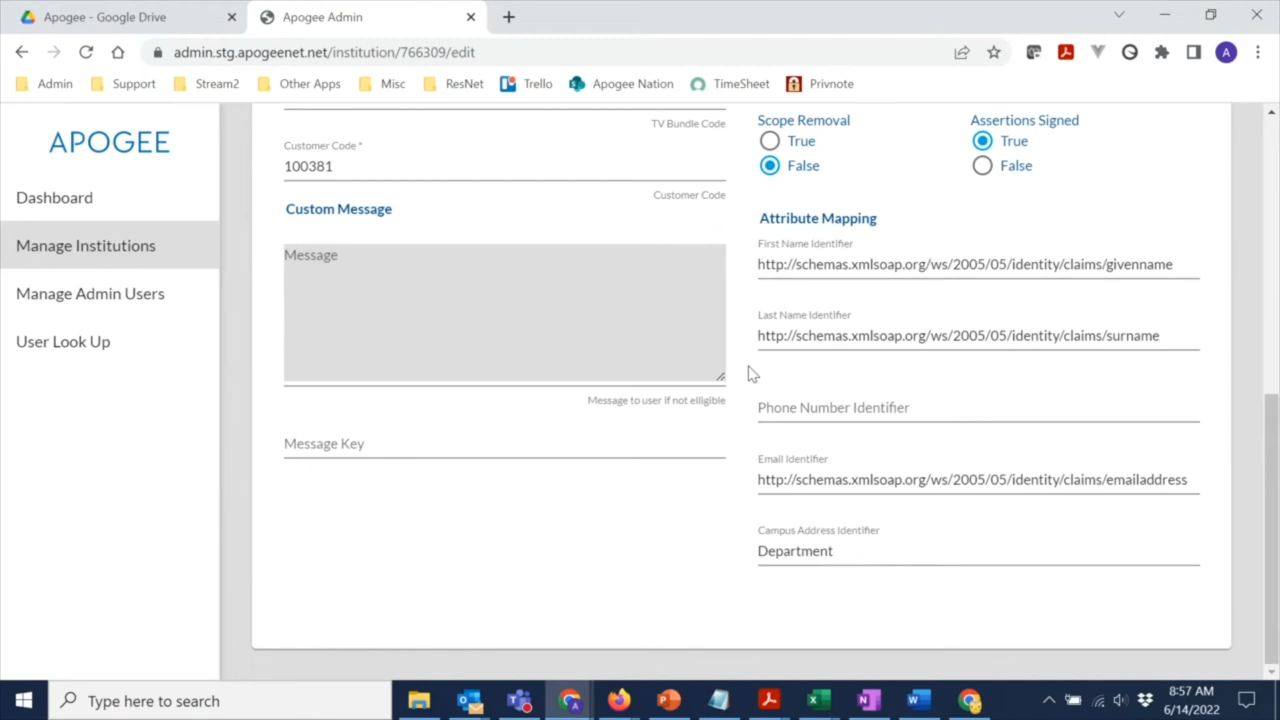 Apogee - Google Drive
Apogee Admin
admin.stg.apogeenet.net/institution/766309/edit
A
Admin
Support
Stream2
Other Apps
Misc
ResNet
Trello
Apogee Nation
TimeSheet
Privnote
APOGEE
Dashboard
Manage Institutions
Manage Admin Users
User Look Up
TV Bundle Code
Customer Code *
100381
Customer Code
Custom Message
Message
Message to user if not elligible
Message Key
Scope Removal
True
False
Assertions Signed
True
False
Attribute Mapping
First Name Identifier
http://schemas.xmlsoap.org/ws/2005/05/identity/claims/givenname
Last Name Identifier
http://schemas.xmlsoap.org/ws/2005/05/identity/claims/surname
Phone Number Identifier
Email Identifier
http://schemas.xmlsoap.org/ws/2005/05/identity/claims/emailaddress
Campus Address Identifier
Department
Type here to search
8:57 AM
6/14/2022